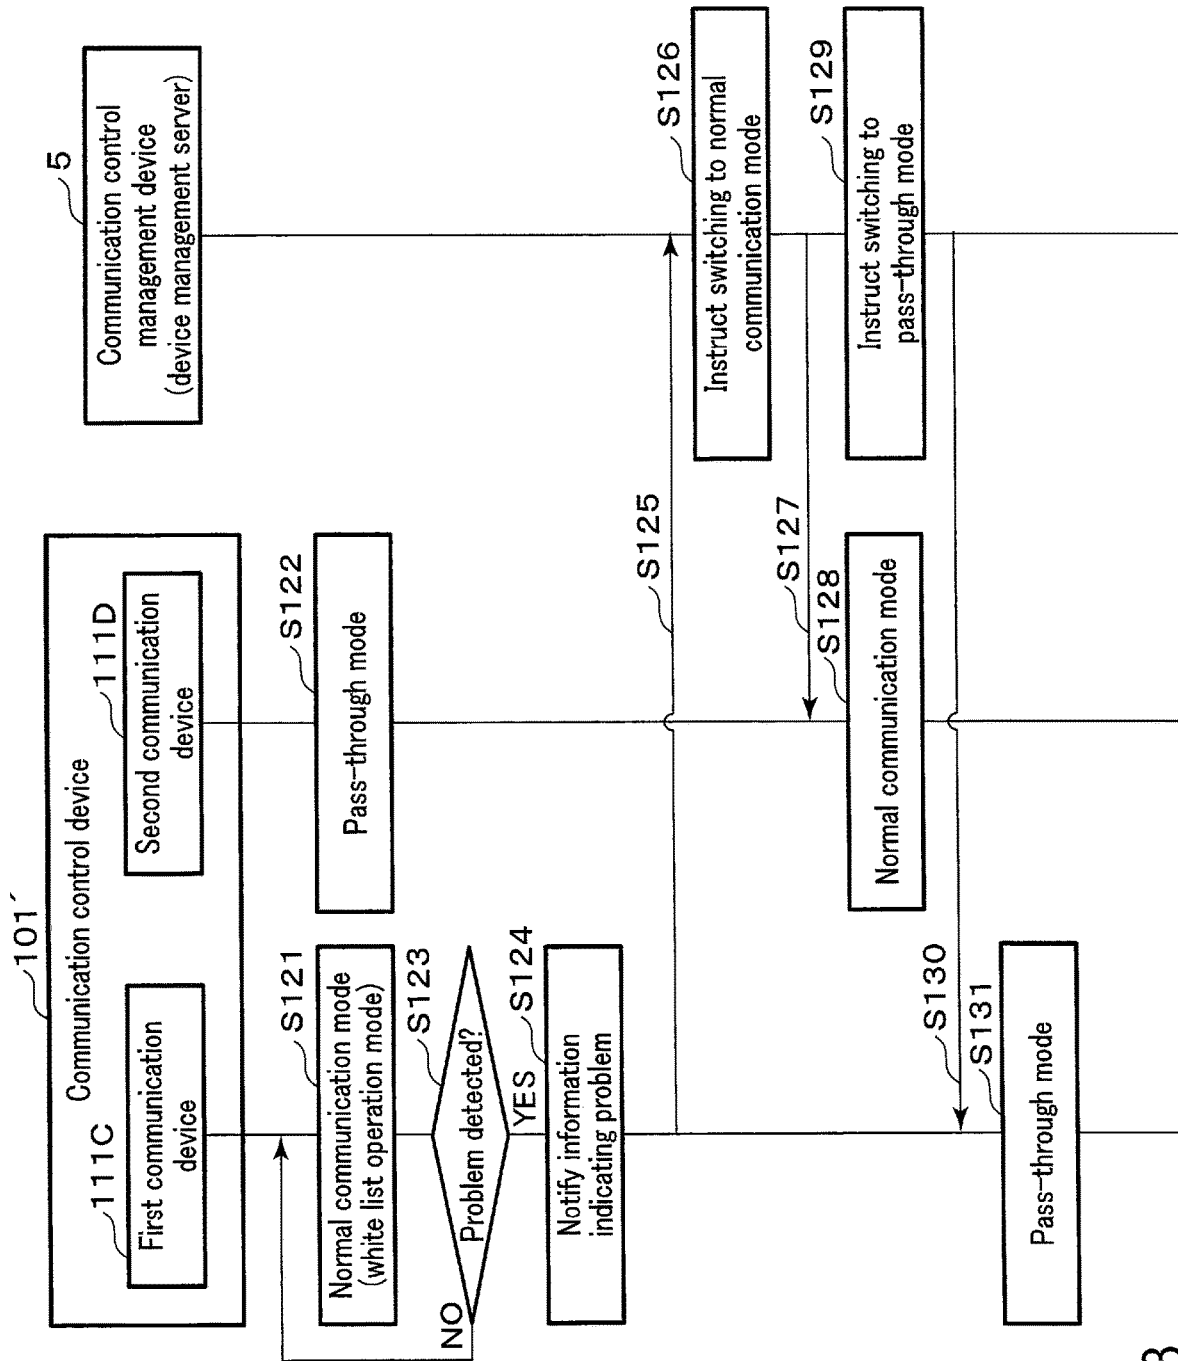 101´
Communication control device
111C
First communication
device
111D
Second communication
device
5
Communication control
management device
(device management server)
S121
Normal communication mode
(white list operation mode)
S122
Pass-through mode
S123
Problem detected?
NO
YES
S124
Notify information
indicating problem
S125
S126
Instruct switching to normal
communication mode
S127
S128
Normal communication mode
S129
Instruct switching to
pass-through mode
S130
S131
Pass-through mode